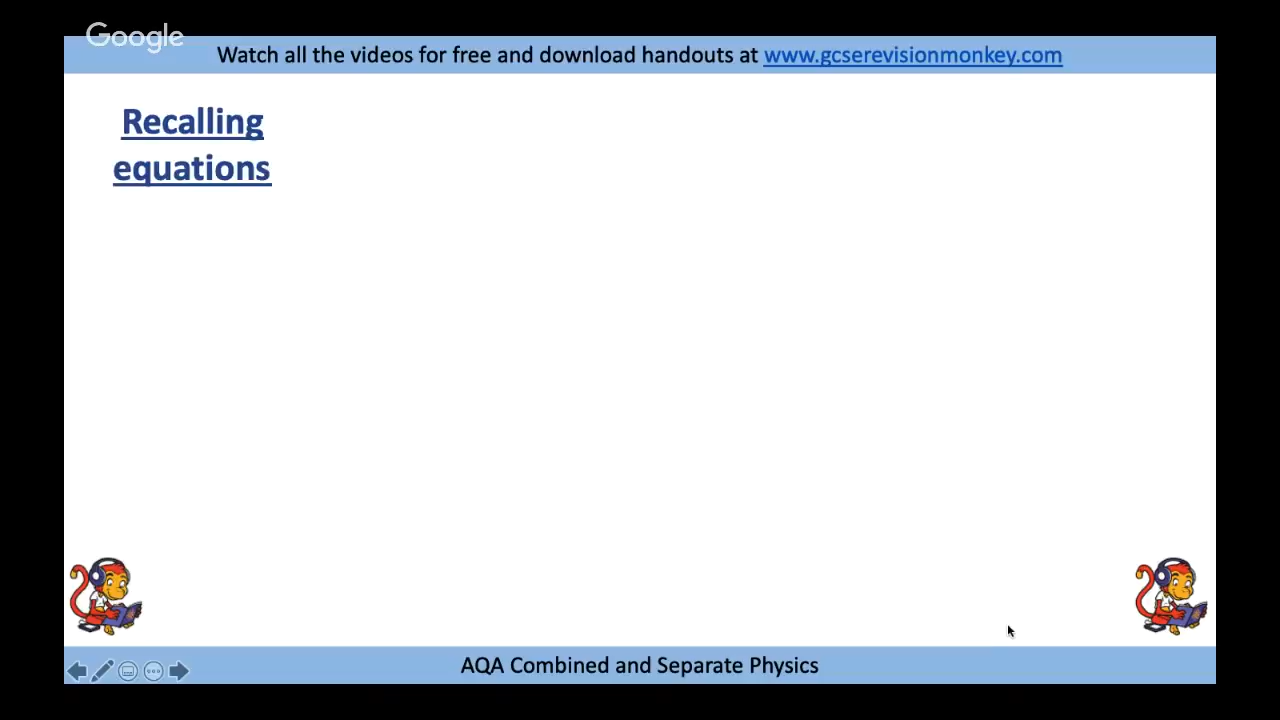 Google
Watch all the videos for free and download handouts at www.gcserevisionmonkey.com
Recalling
equations
AQA Combined and Separate Physics